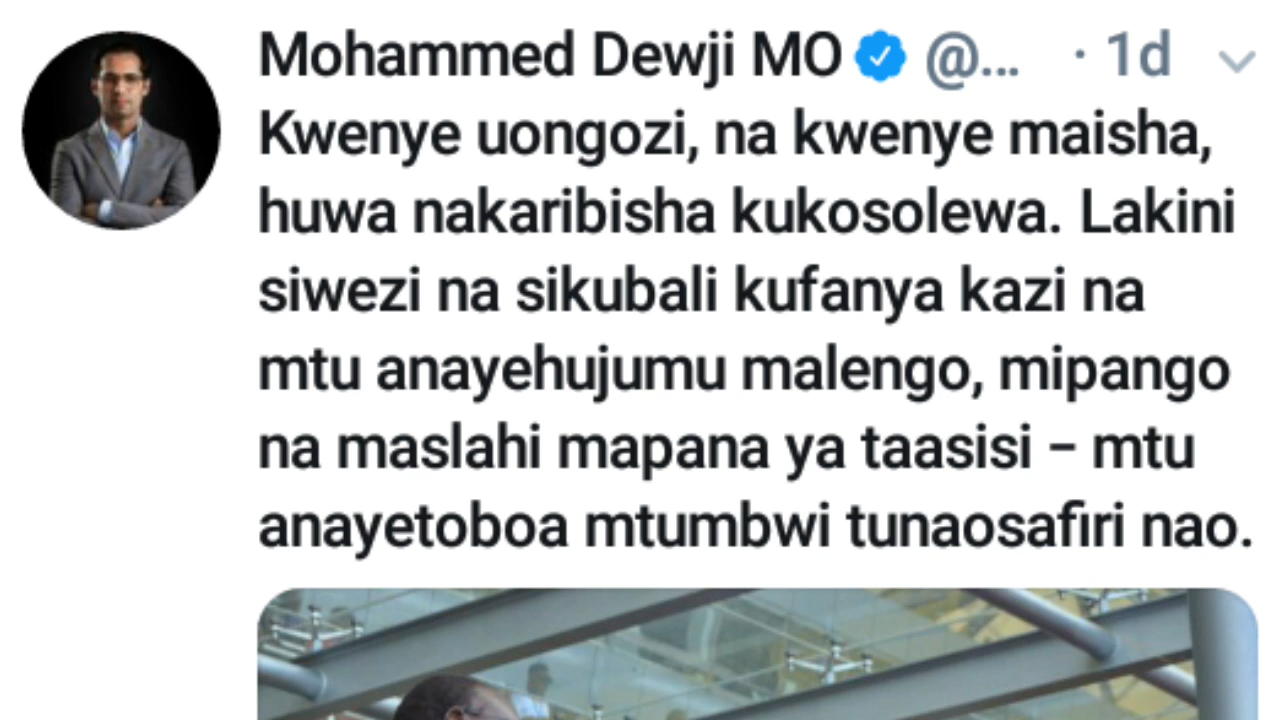 Mohammed Dewji MO @... · 1d
Kwenye uongozi, na kwenye maisha,
huwa nakaribisha kukosolewa. Lakini
siwezi na sikubali kufanya kazi na
mtu anayehujumu malengo, mipango
na maslahi mapana ya taasisi – mtu
anayetoboa mtumbwi tunaosafiri nao.